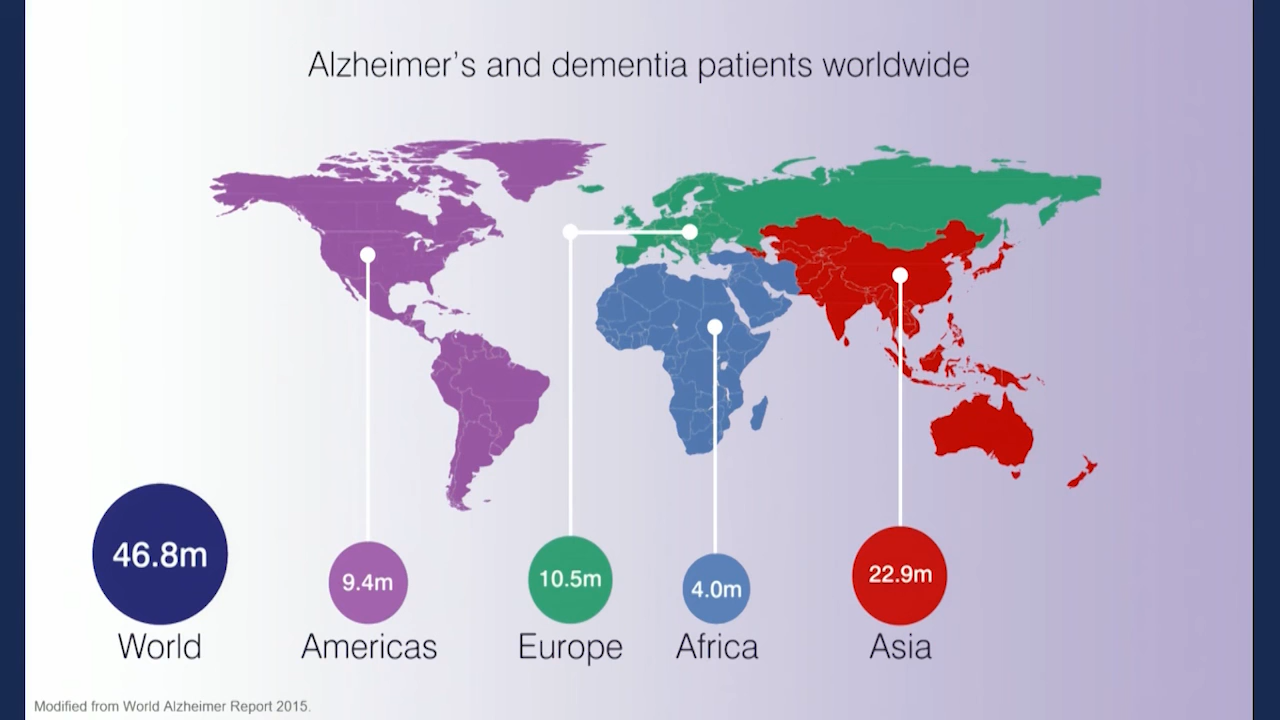 Alzheimer's and dementia patients worldwide
46.8m
World
9.4m
Americas
10.5m
Europe
4.0m
Africa
22.9m
Asia
Modified from World Alzheimer Report 2015.